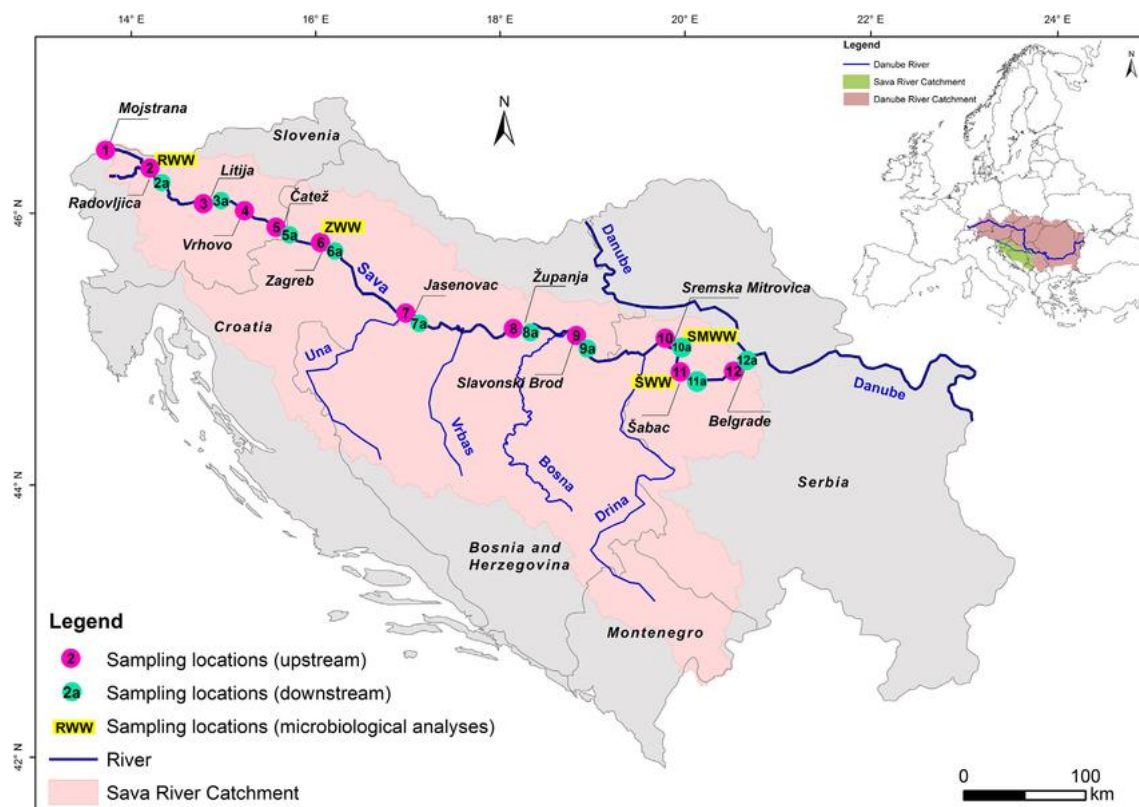 14° E
16° E
18° E
20° E
22° E
24° E
Legend
Danube River
Sava River Catchment
Danube River Catchment
N
N
Mojstrana
Slovenia
1
RWW
2
2a
Litija
Radovljica
3
3a
Čatež
46° N
4
Vrhovo
5
5a
ZWW
6
6a
Zagreb
Sava
Danube
Sremska Mitrovica
Županja
Jasenovac
7
7a
8
8a
9
9a
10
10a
SMWW
Croatia
Una
Slavonski Brod
ŠWW
11
11a
12
12a
Danube
Šabac
Belgrade
Vrbas
Bosna
Drina
Serbia
44° N
Bosnia and
Herzegovina
Montenegro
42° N
Legend
2
Sampling locations (upstream)
2a
Sampling locations (downstream)
RWW
Sampling locations (microbiological analyses)
River
Sava River Catchment
0
100
km